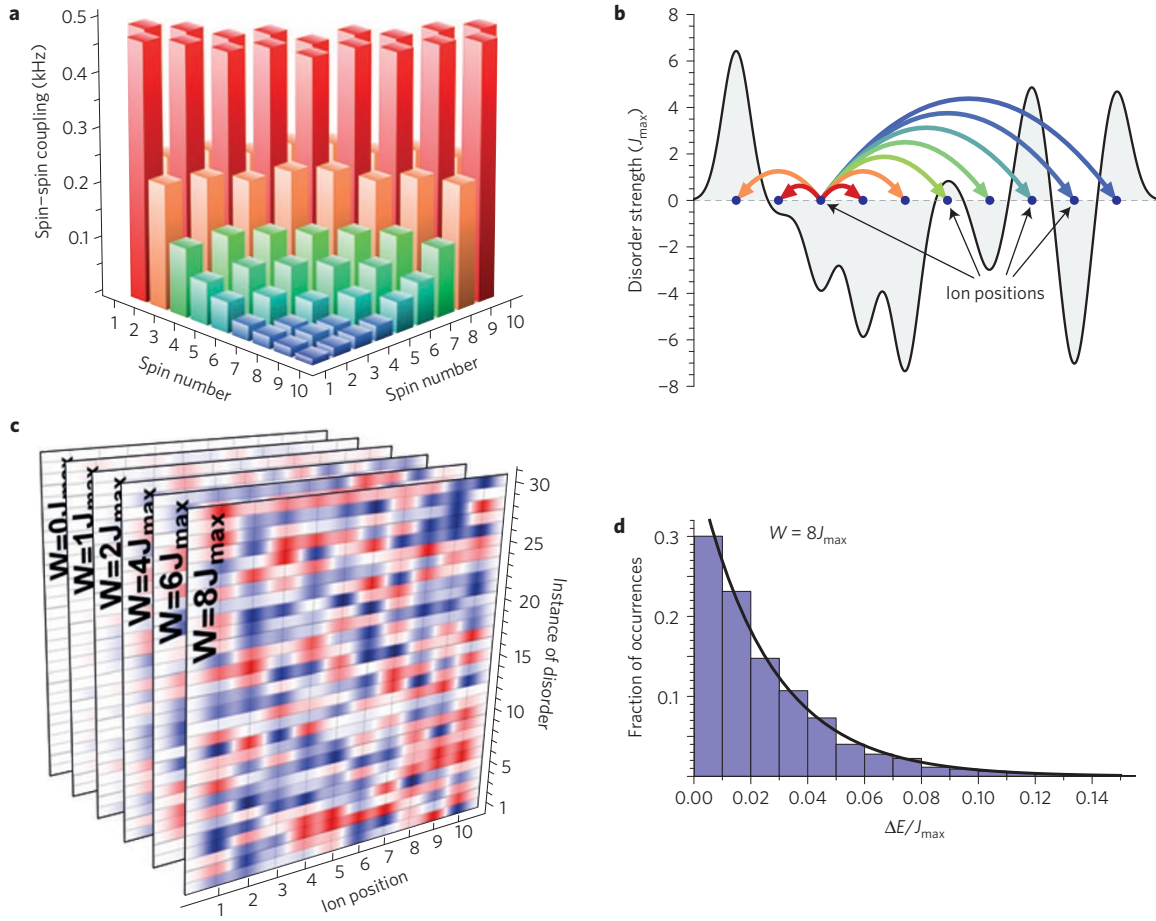 a
Spin–spin coupling (kHz)
0.5
0.4
0.3
0.2
0.1
1 2 3 4 5 6 7 8 9 10
Spin number
1 2 3 4 5 6 7 8 9 10
Spin number
b
Disorder strength (Jmax)
8
6
4
2
0
−2
−4
−6
−8
Ion positions
c
W=0Jmax
W=1Jmax
W=2Jmax
W=4Jmax
W=6Jmax
W=8Jmax
30
25
20
15
10
5
1
Instance of disorder
1 2 3 4 5 6 7 8 9 10
Ion position
d
W = 8Jmax
Fraction of occurrences
0.3
0.2
0.1
0.00 0.02 0.04 0.06 0.08 0.10 0.12 0.14
ΔE/Jmax